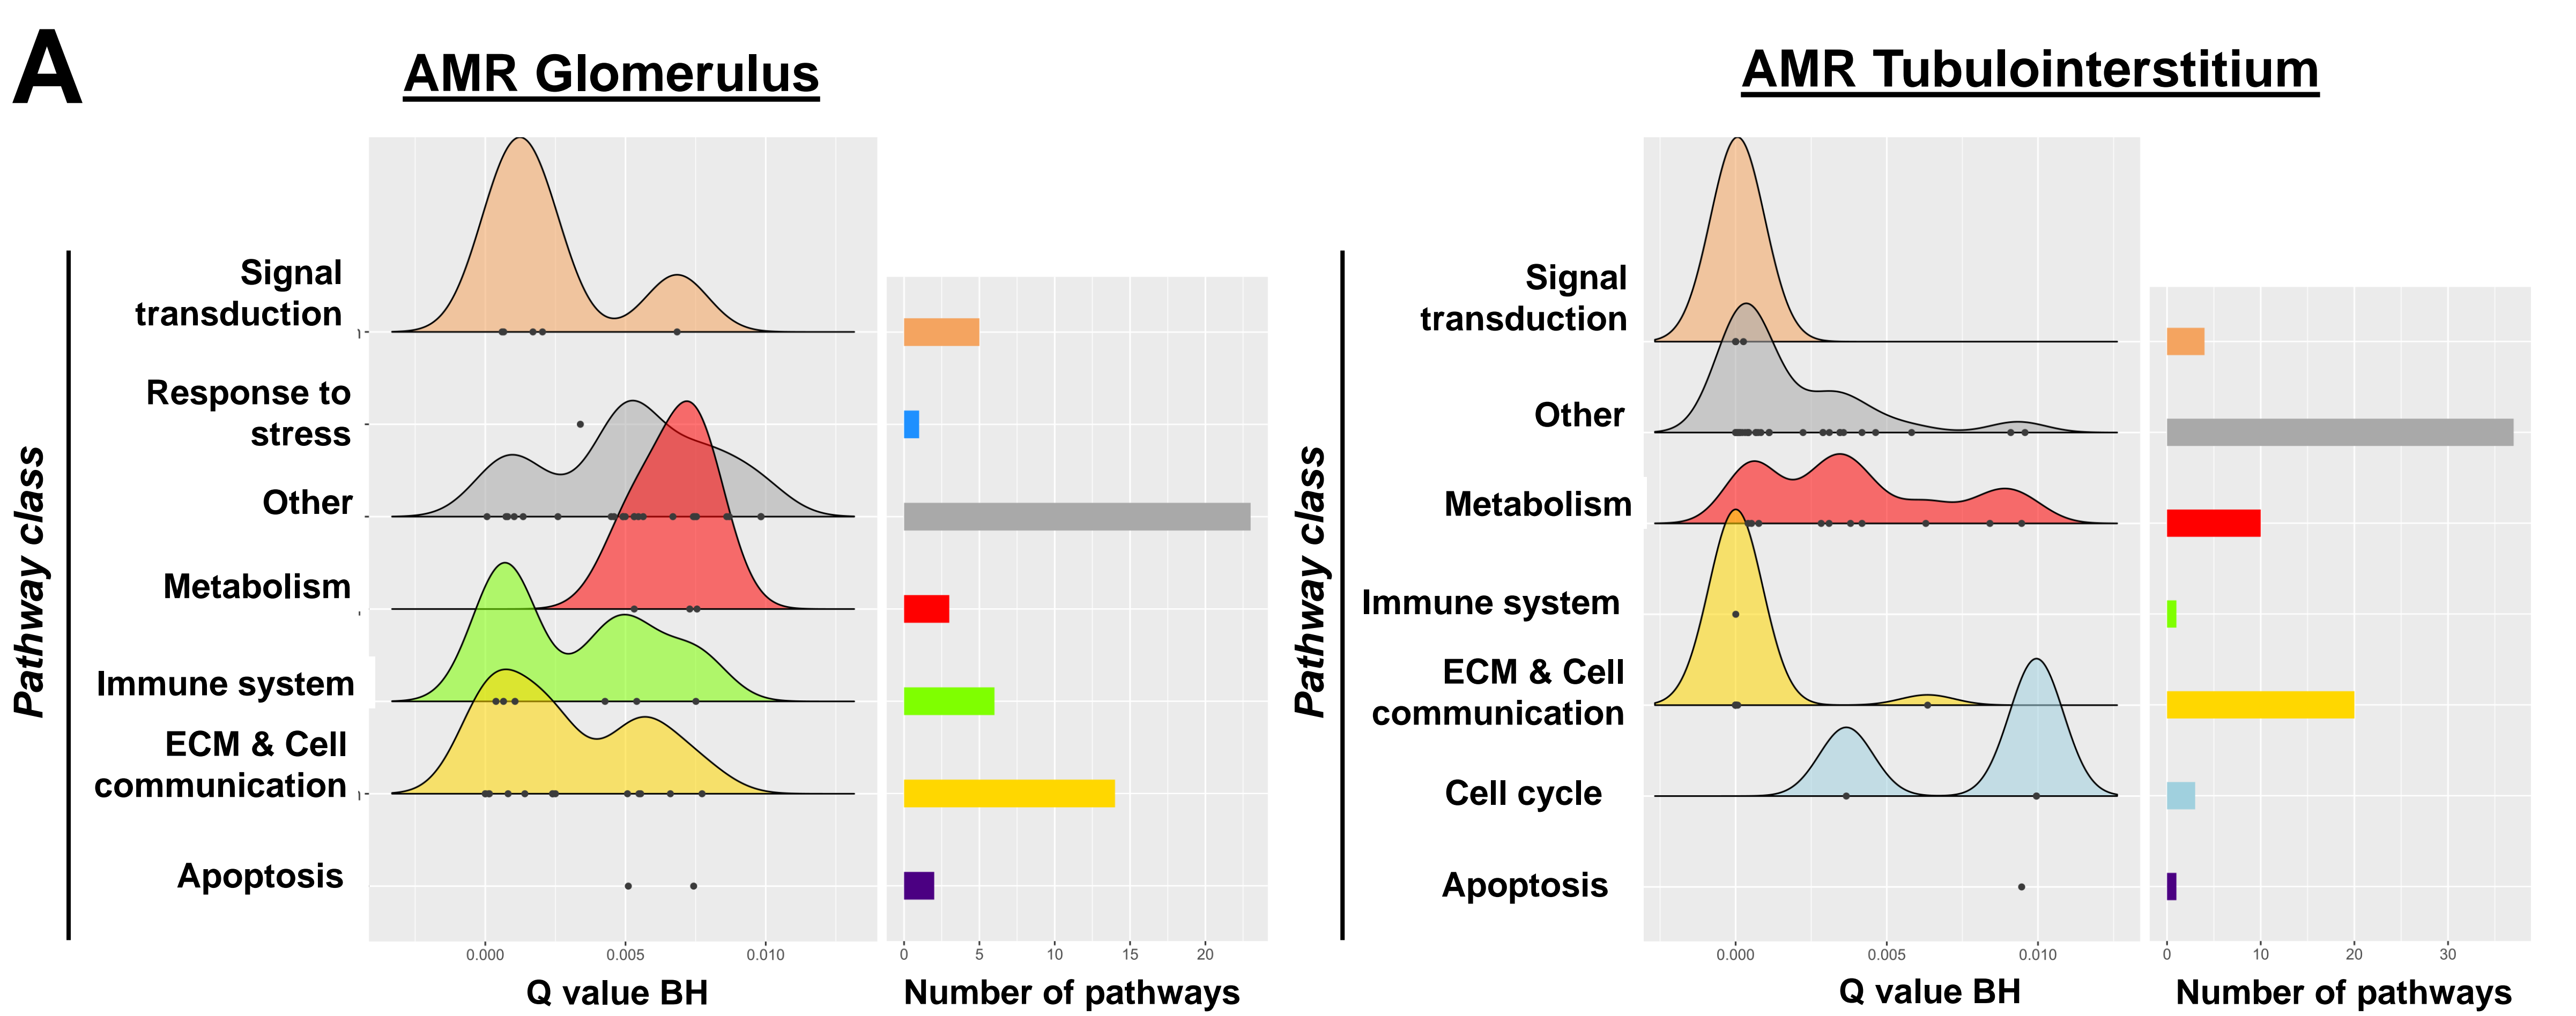 A
AMR Glomerulus
Pathway class
Signal
transduction
Response to
stress
Other
Metabolism
Immune system
ECM & Cell
communication
Apoptosis
0.000 0.005 0.010
Q value BH
0 5 10 15 20
Number of pathways
AMR Tubulointerstitium
Pathway class
Signal
transduction
Other
Metabolism
Immune system
ECM & Cell
communication
Cell cycle
Apoptosis
0.000 0.005 0.010
Q value BH
0 10 20 30
Number of pathways